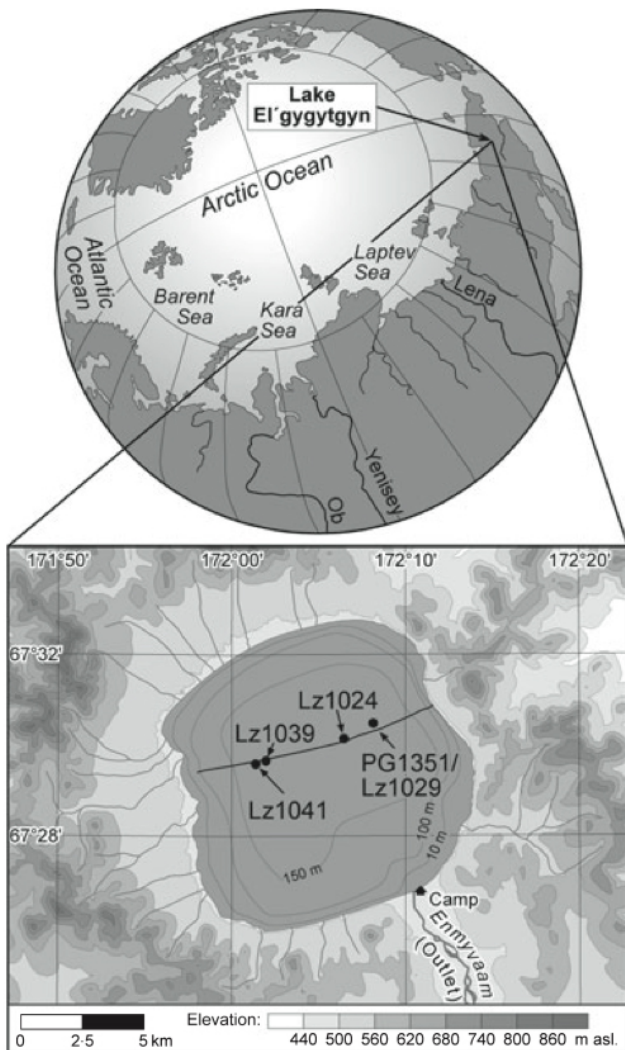 Lake
El´gygytgyn
Arctic Ocean
Atlantic
Ocean
Barent
Sea
Kara
Sea
Laptev
Sea
Lena
Yenisey
Ob
171°50'
172°00'
172°10'
172°20'
67°32'
Lz1024
Lz1039
PG1351/
Lz1029
Lz1041
67°28'
100 m
10 m
150 m
Camp
Enmyvaam
(Outlet)
0 2·5 5 km
Elevation:
440 500 560 620 680 740 800 860 m asl.